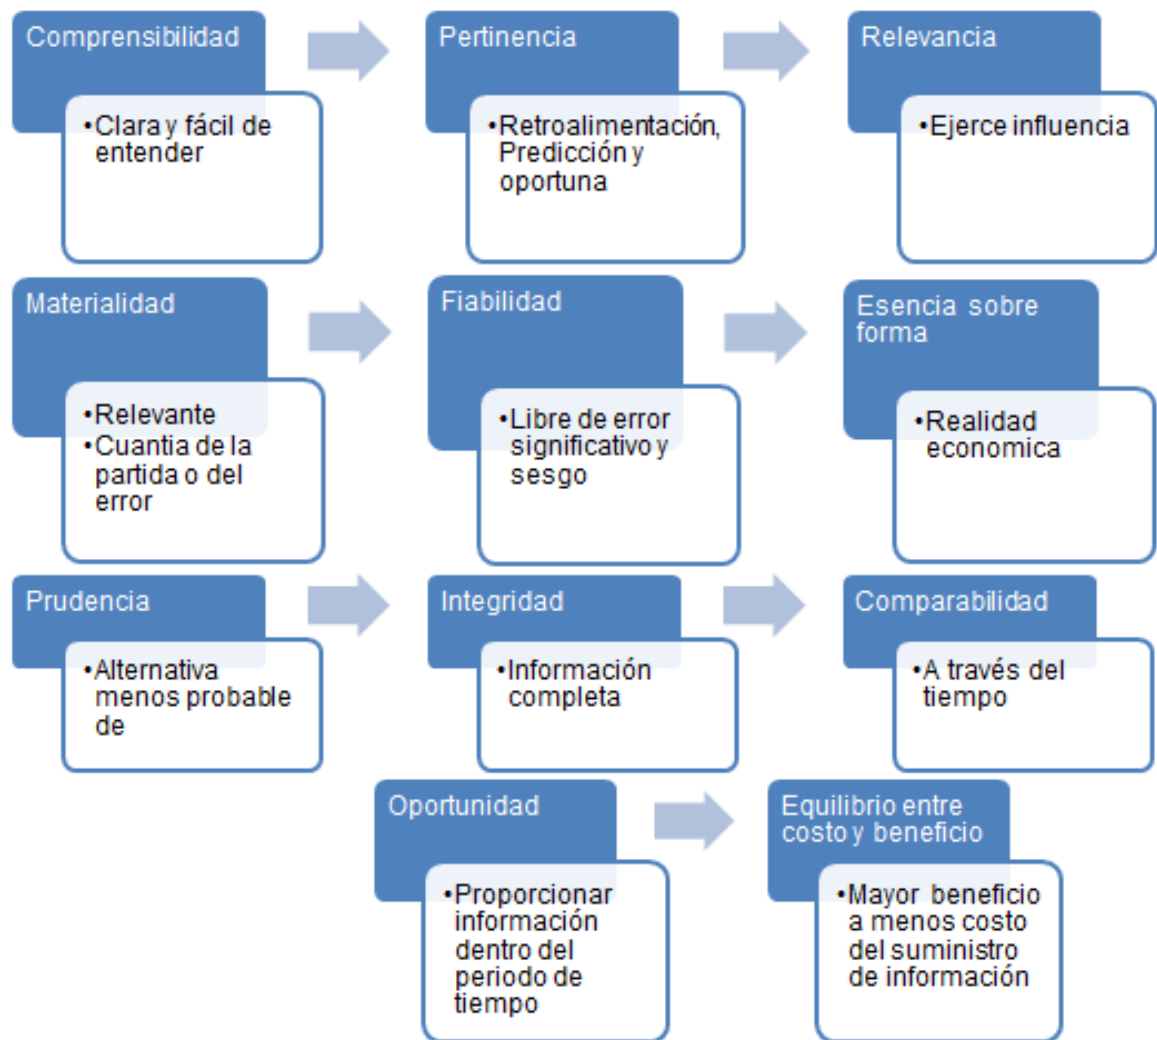 Comprensibilidad
•Clara y fácil de
entender
Pertinencia
•Retroalimentación,
Predicción y
oportuna
Relevancia
•Ejerce influencia
Materialidad
•Relevante
•Cuantia de la
partida o del
error
Fiabilidad
•Libre de error
significativo y
sesgo
Esencia sobre
forma
•Realidad
economica
Prudencia
•Alternativa
menos probable
de
Integridad
•Información
completa
Comparabilidad
•A través del
tiempo
Oportunidad
•Proporcionar
información
dentro del
periodo de
tiempo
Equilibrio entre
costo y beneficio
•Mayor beneficio
a menos costo
del suministro
de información